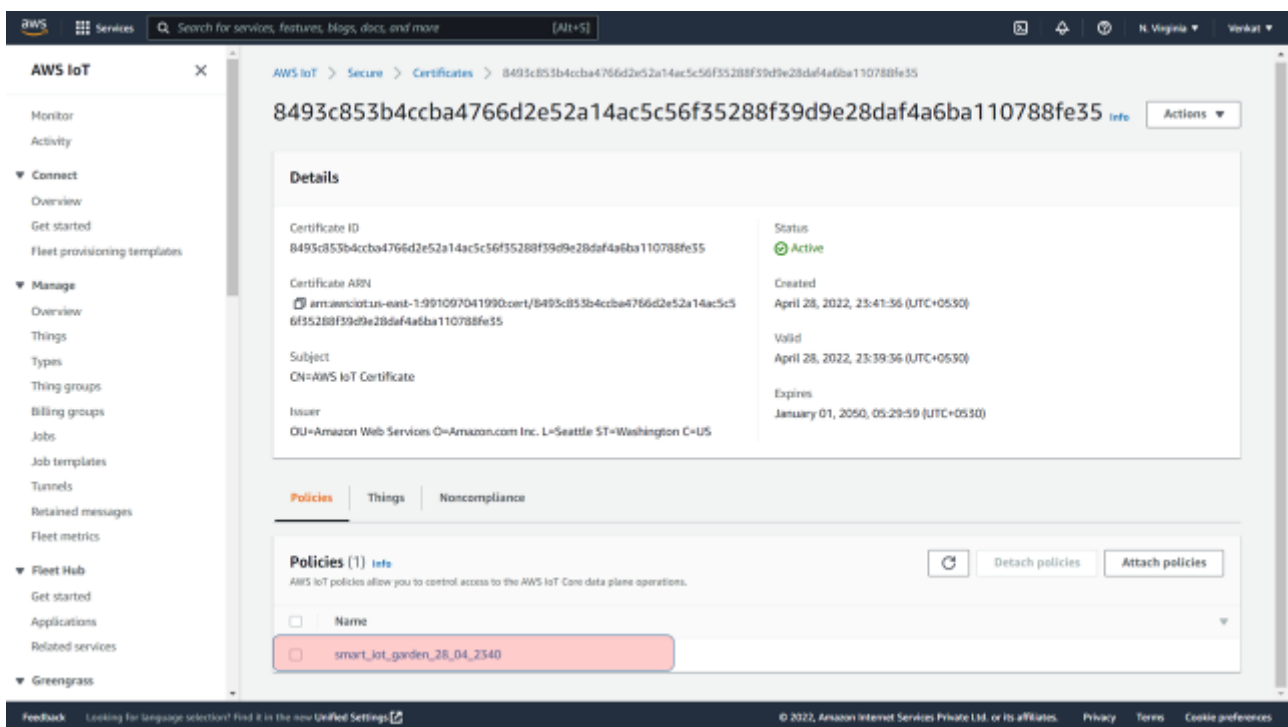 aws
Services
Search for services, features, blogs, docs, and more
[Alt+S]
N. Virginia
Venkat
AWS IoT
Monitor
Activity
Connect
Overview
Get started
Fleet provisioning templates
Manage
Overview
Things
Types
Thing groups
Billing groups
Jobs
Job templates
Tunnels
Retained messages
Fleet metrics
Fleet Hub
Get started
Applications
Related services
Greengrass
AWS IoT > Secure > Certificates > 8493c853b4ccba4766d2e52a14ac5c56f35288f39d9e28daf4a6ba110788fe35
8493c853b4ccba4766d2e52a14ac5c56f35288f39d9e28daf4a6ba110788fe35 Info
Actions
Details
Certificate ID
8493c853b4ccba4766d2e52a14ac5c56f35288f39d9e28daf4a6ba110788fe35
Certificate ARN
arn:aws:iot:us-east-1:991097041990:cert/8493c853b4ccba4766d2e52a14ac5c5
6f35288f39d9e28daf4a6ba110788fe35
Subject
CN=AWS IoT Certificate
Issuer
OU=Amazon Web Services O=Amazon.com Inc. L=Seattle ST=Washington C=US
Status
Active
Created
April 28, 2022, 23:41:36 (UTC+0530)
Valid
April 28, 2022, 23:39:36 (UTC+0530)
Expires
January 01, 2050, 05:29:59 (UTC+0530)
Policies
Things
Noncompliance
Policies (1) Info
AWS IoT policies allow you to control access to the AWS IoT Core data plane operations.
Detach policies
Attach policies
Name
smart_iot_garden_28_04_2340
Feedback
Looking for language selection? Find it in the new Unified Settings
© 2022, Amazon Internet Services Private Ltd. or its affiliates.
Privacy
Terms
Cookie preferences